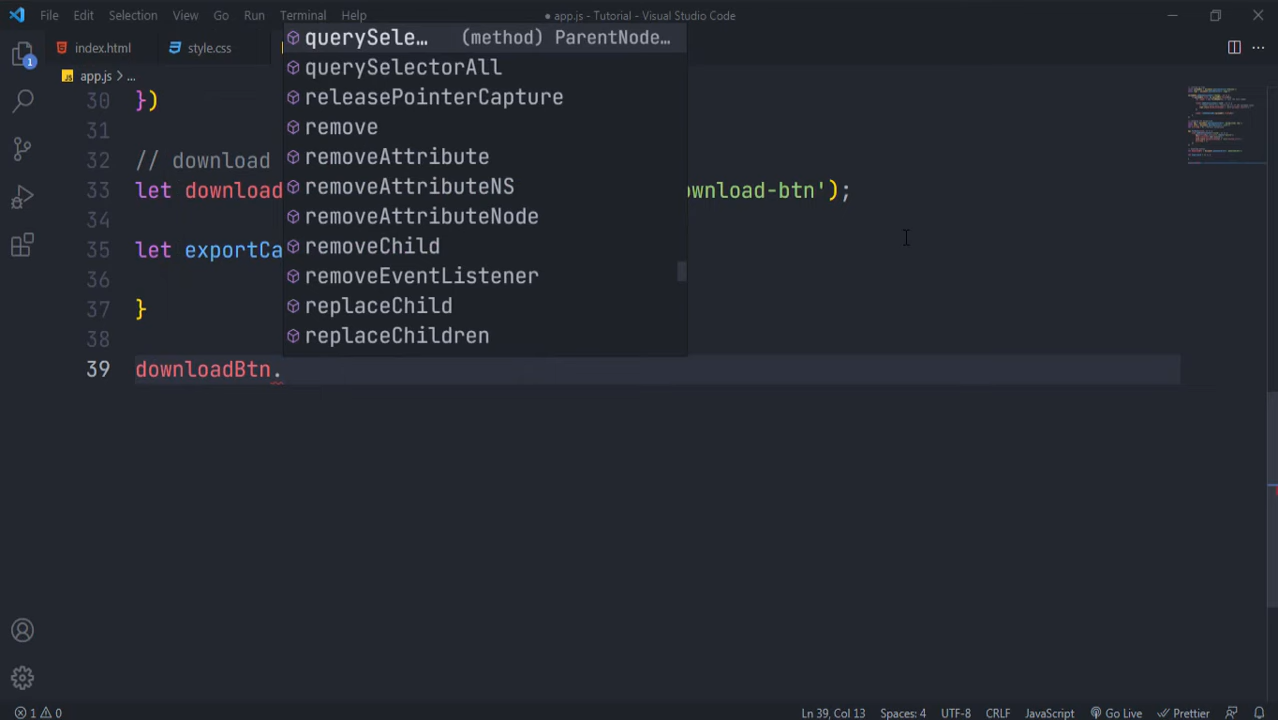 File Edit Selection View Go Run Terminal Help
● app.js - Tutorial - Visual Studio Code
index.html
style.css
app.js > ...
querySele… (method) ParentNode…
querySelectorAll
releasePointerCapture
remove
removeAttribute
removeAttributeNS
removeAttributeNode
removeChild
removeEventListener
replaceChild
replaceChildren
30 })
31
32 // download
33 let download ownload-btn');
34
35 let exportCa
36
37 }
38
39 downloadBtn.
1
1 0
Ln 39, Col 13 Spaces: 4 UTF-8 CRLF JavaScript Go Live Prettier